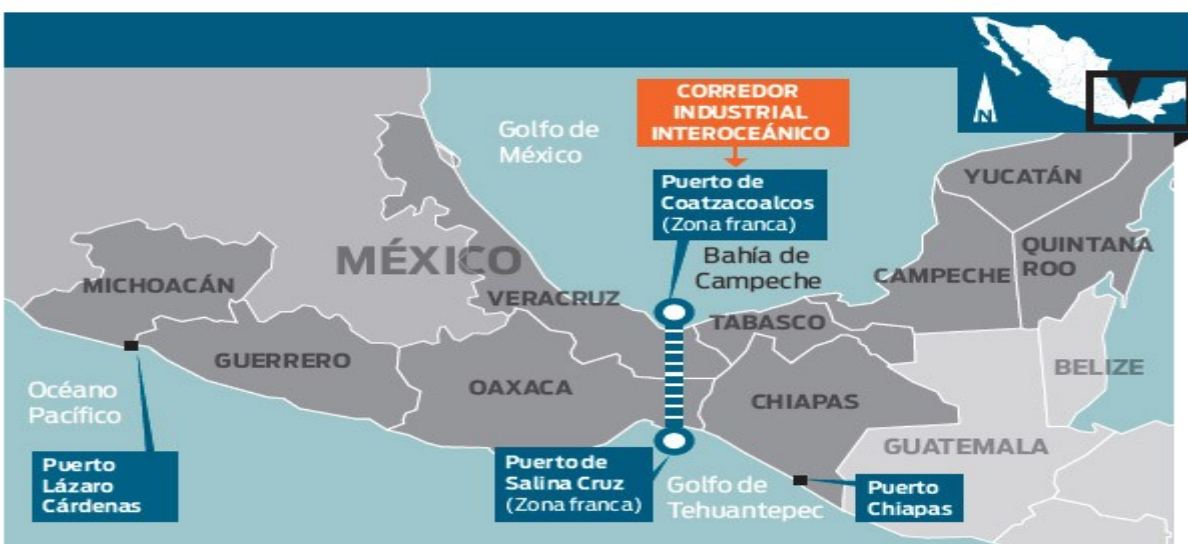 N
CORREDOR
INDUSTRIAL
INTEROCEÁNICO
Golfo de
México
Puerto de
Coatzacoalcos
(Zona franca)
YUCATÁN
MÉXICO
Bahía de
Campeche
CAMPECHE
QUINTANA
ROO
MICHOACÁN
VERACRUZ
TABASCO
GUERRERO
OAXACA
CHIAPAS
BELIZE
Océano
Pacífico
GUATEMALA
Puerto
Lázaro
Cárdenas
Puerto de
Salina Cruz
(Zona franca)
Golfo de
Tehuantepec
Puerto
Chiapas